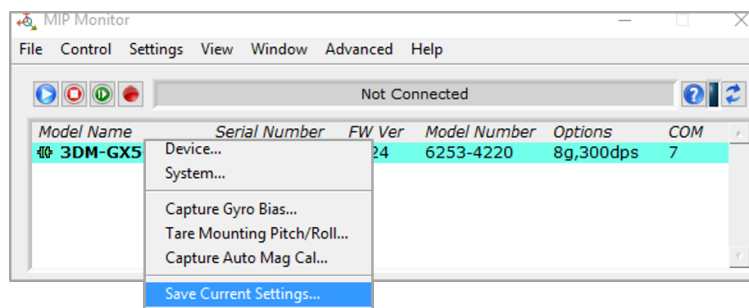 MIP Monitor
File Control Settings View Window Advanced Help
Not Connected
Model Name Serial Number FW Ver Model Number Options COM
3DM-GX5 24 6253-4220 8g,300dps 7
Device...
System...
Capture Gyro Bias...
Tare Mounting Pitch/Roll...
Capture Auto Mag Cal...
Save Current Settings...